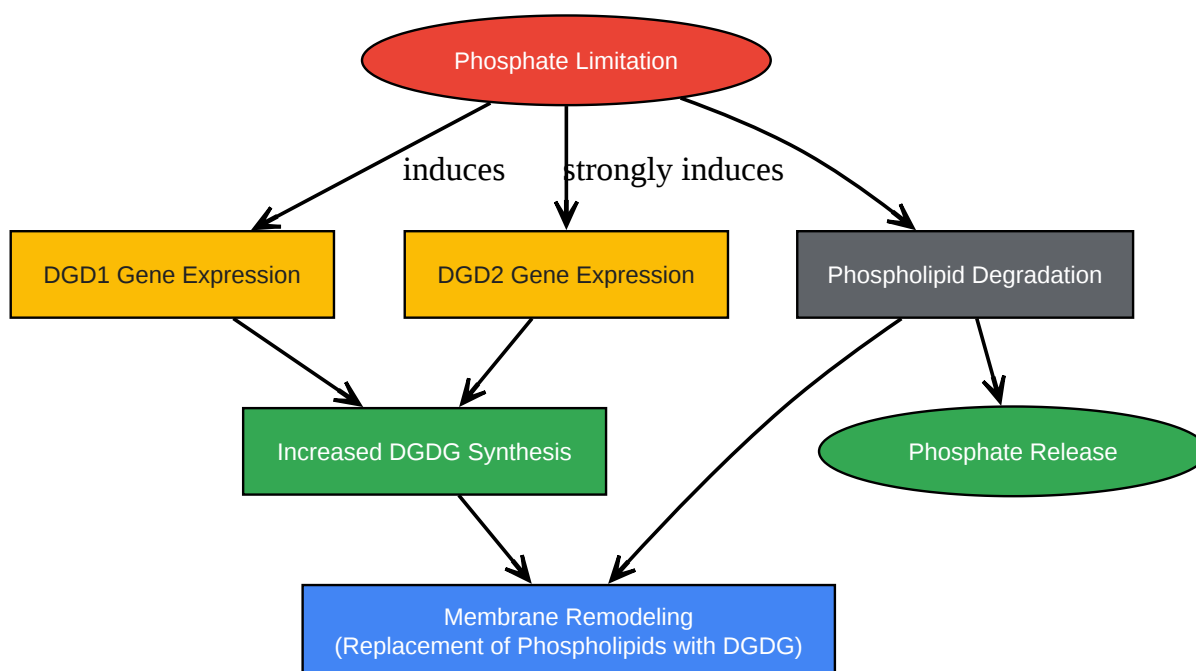 Phosphate Limitation
induces
strongly induces
DGD1 Gene Expression
DGD2 Gene Expression
Phospholipid Degradation
Increased DGDG Synthesis
Phosphate Release
Membrane Remodeling
(Replacement of Phospholipids with DGDG)